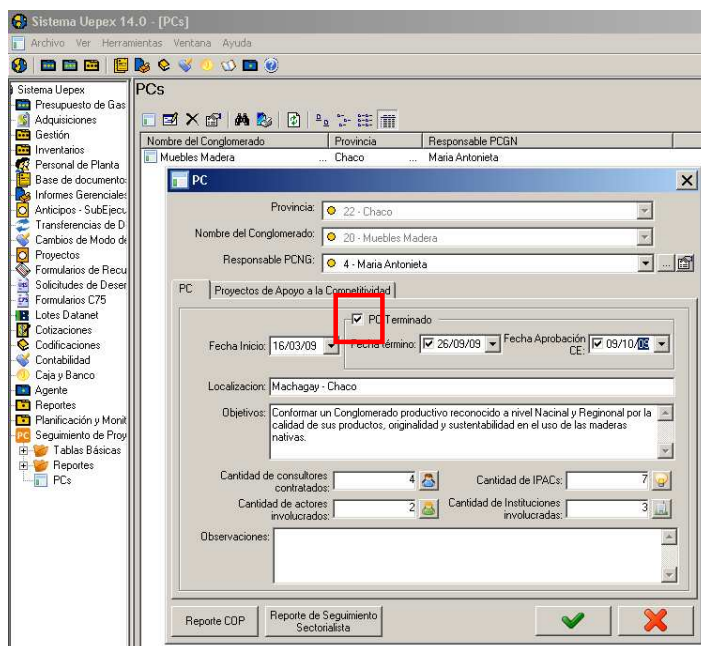 Sistema Uepex 14.0 - [PCs]
Archivo Ver Herramientas Ventana Ayuda
Sistema Uepex
Presupuesto de Gas
Adquisiciones
Gestión
Inventarios
Personal de Planta
Base de documento:
Informes Gerenciales
Anticipos - SubEjecu
Transferencias de D
Cambios de Modo de
Proyectos
Formularios de Recu
Solicitudes de Deser
Formularios C75
Lotes Datanet
Cotizaciones
Codificaciones
Contabilidad
Caja y Banco
Agente
Reportes
Planificación y Monit
Seguimiento de Proy
Tablas Básicas
Reportes
PCs
PCs
Nombre del Conglomerado Provincia Responsable PCGN
Muebles Madera ... Chaco ... Maria Antonieta
PC
Provincia: 22 - Chaco
Nombre del Conglomerado: 20 - Muebles Madera
Responsable PCNG: 4 - Maria Antonieta ...
PC Proyectos de Apoyo a la Competitividad
PC Terminado
Fecha Inicio: 16/03/09 Fecha término: 26/09/09 Fecha Aprobación CE: 09/10/09
Localizacion: Machagay - Chaco
Objetivos: Conformar un Conglomerado productivo reconocido a nivel Nacinal y Reginonal por la
calidad de sus productos, originalidad y sustentabilidad en el uso de las maderas
nativas.
Cantidad de consultores contratados: 4 Cantidad de IPACs: 7
Cantidad de actores involucrados: 2 Cantidad de Instituciones involucradas: 3
Observaciones:
Reporte COP Reporte de Seguimiento Sectorialista